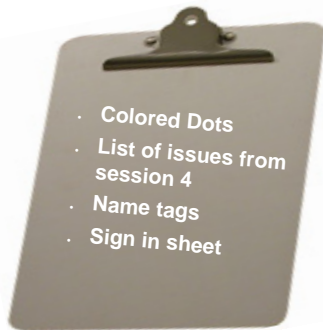 · Colored Dots
· List of issues from
session 4
· Name tags
· Sign in sheet